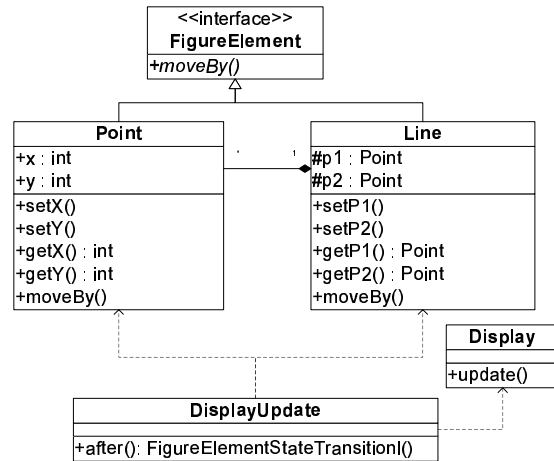 <<interface>>
FigureElement
+moveBy()
Point
+x : int
+y : int
+setX()
+setY()
+getX() : int
+getY() : int
+moveBy()
* 1
Line
#p1 : Point
#p2 : Point
+setP1()
+setP2()
+getP1() : Point
+getP2() : Point
+moveBy()
Display
+update()
DisplayUpdate
+after(): FigureElementStateTransitionI()